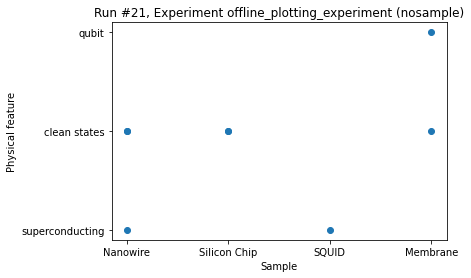 Run #21, Experiment offline_plotting_experiment (nosample)
qubit
clean states
superconducting
Physical feature
Nanowire
Silicon Chip
SQUID
Membrane
Sample